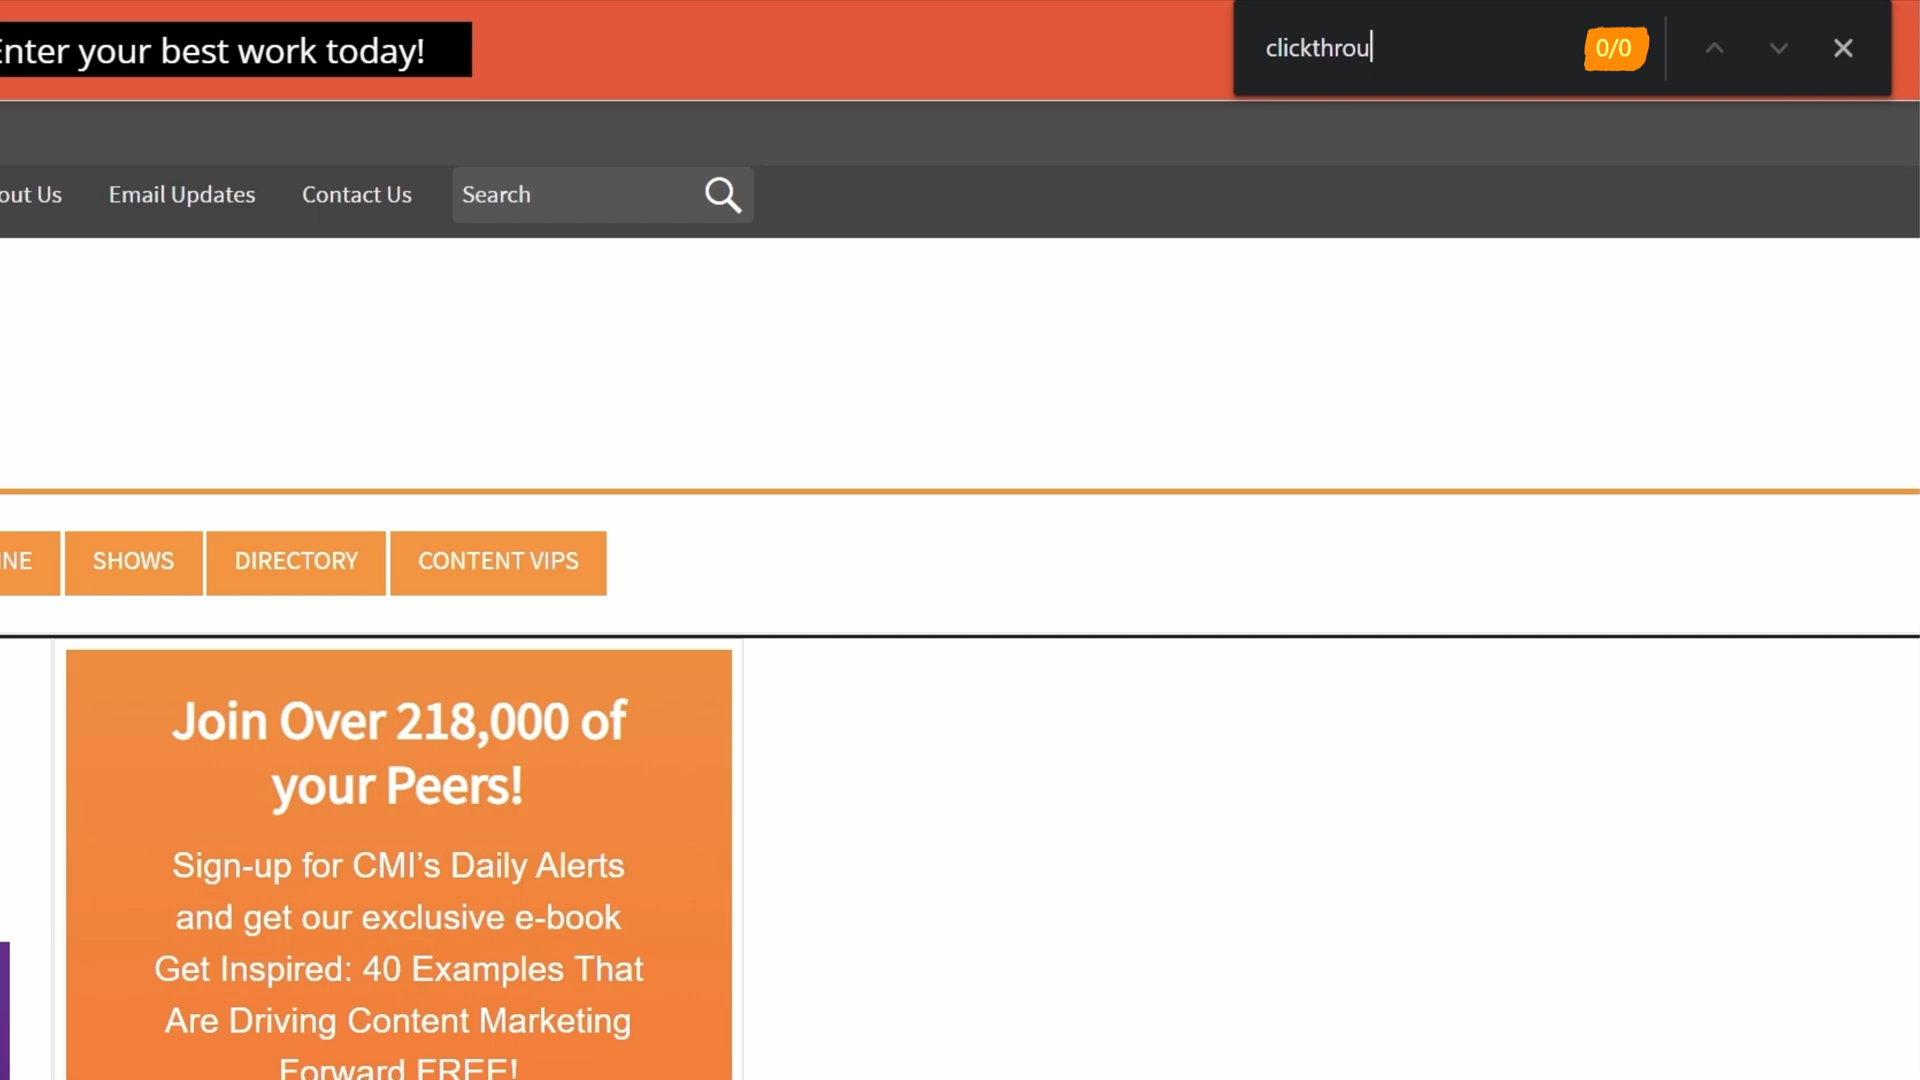 Enter your best work today!
clickthrou
0/0
out Us
Email Updates
Contact Us
Search
INE
SHOWS
DIRECTORY
CONTENT VIPS
Join Over 218,000 of
your Peers!
Sign-up for CMI’s Daily Alerts
and get our exclusive e-book
Get Inspired: 40 Examples That
Are Driving Content Marketing
Forward FREE!